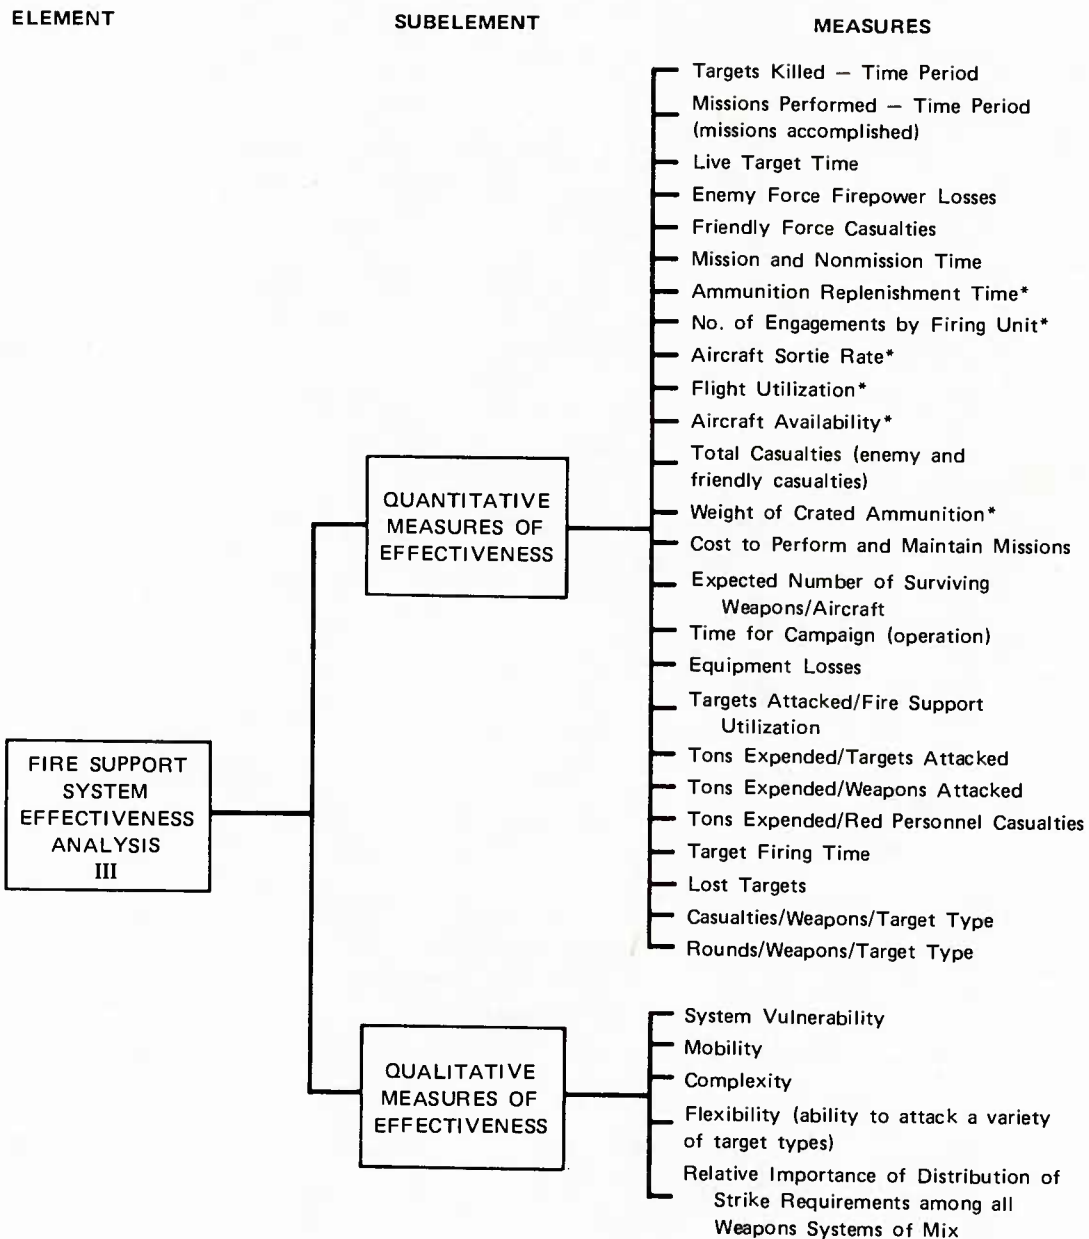 ELEMENT
SUBELEMENT
MEASURES
Targets Killed – Time Period
Missions Performed – Time Period
(missions accomplished)
Live Target Time
Enemy Force Firepower Losses
Friendly Force Casualties
Mission and Nonmission Time
Ammunition Replenishment Time*
No. of Engagements by Firing Unit*
Aircraft Sortie Rate*
Flight Utilization*
Aircraft Availability*
Total Casualties (enemy and
friendly casualties)
Weight of Crated Ammunition*
Cost to Perform and Maintain Missions
Expected Number of Surviving
Weapons/Aircraft
Time for Campaign (operation)
Equipment Losses
Targets Attacked/Fire Support
Utilization
Tons Expended/Targets Attacked
Tons Expended/Weapons Attacked
Tons Expended/Red Personnel Casualties
Target Firing Time
Lost Targets
Casualties/Weapons/Target Type
Rounds/Weapons/Target Type
QUANTITATIVE
MEASURES OF
EFFECTIVENESS
FIRE SUPPORT
SYSTEM
EFFECTIVENESS
ANALYSIS
III
QUALITATIVE
MEASURES OF
EFFECTIVENESS
System Vulnerability
Mobility
Complexity
Flexibility (ability to attack a variety
of target types)
Relative Importance of Distribution of
Strike Requirements among all
Weapons Systems of Mix